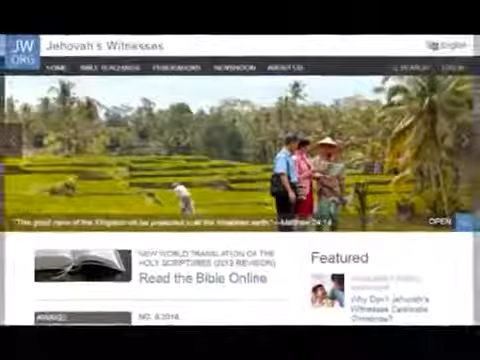 JW
ORG
Jehovah's Witnesses
English
HOME BIBLE TEACHINGS PUBLICATIONS NEWSROOM ABOUT US SEARCH LOG IN
"This good news of the Kingdom will be preached in all the inhabited earth."—Matthew 24:14
OPEN
NEW WORLD TRANSLATION OF THE
HOLY SCRIPTURES (2013 REVISION)
Read the Bible Online
Featured
Why Don't Jehovah's
Witnesses Celebrate
Christmas?
AWAKE!
NO. 6 2016